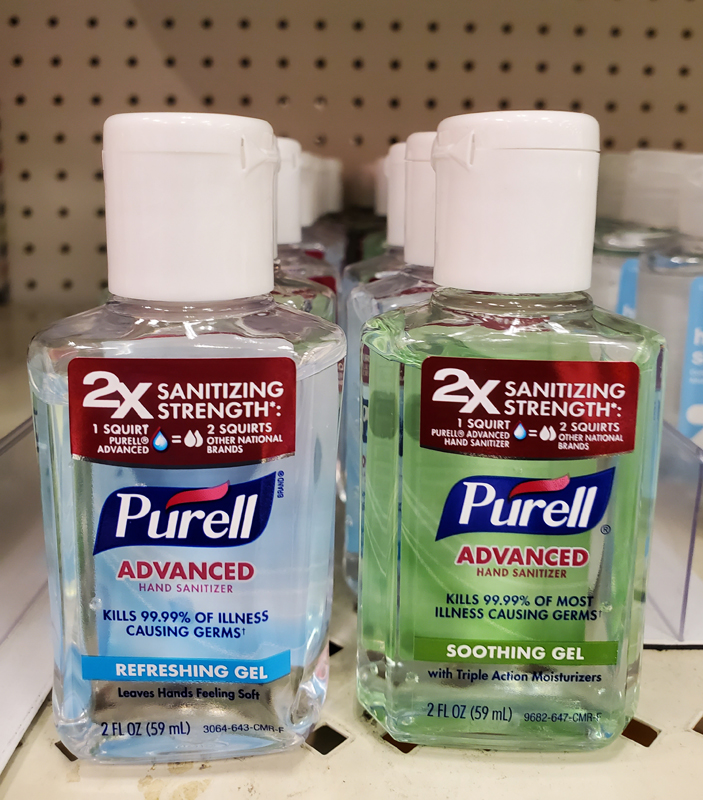 2X SANITIZING
STRENGTH*:
1 SQUIRT
PURELL®
ADVANCED
=
2 SQUIRTS
OTHER NATIONAL
BRANDS
Purell
BRAND®
ADVANCED
HAND SANITIZER
KILLS 99.99% OF ILLNESS
CAUSING GERMS†
REFRESHING GEL
Leaves Hands Feeling Soft
2 FL OZ (59 mL) 3064-643-CMR-F
2X SANITIZING
STRENGTH*:
1 SQUIRT
PURELL® ADVANCED
HAND SANITIZER
=
2 SQUIRTS
OTHER NATIONAL
BRANDS
Purell®
ADVANCED
HAND SANITIZER
KILLS 99.99% OF MOST
ILLNESS CAUSING GERMS†
SOOTHING GEL
with Triple Action Moisturizers
2 FL OZ (59 mL) 9682-647-CMR-F